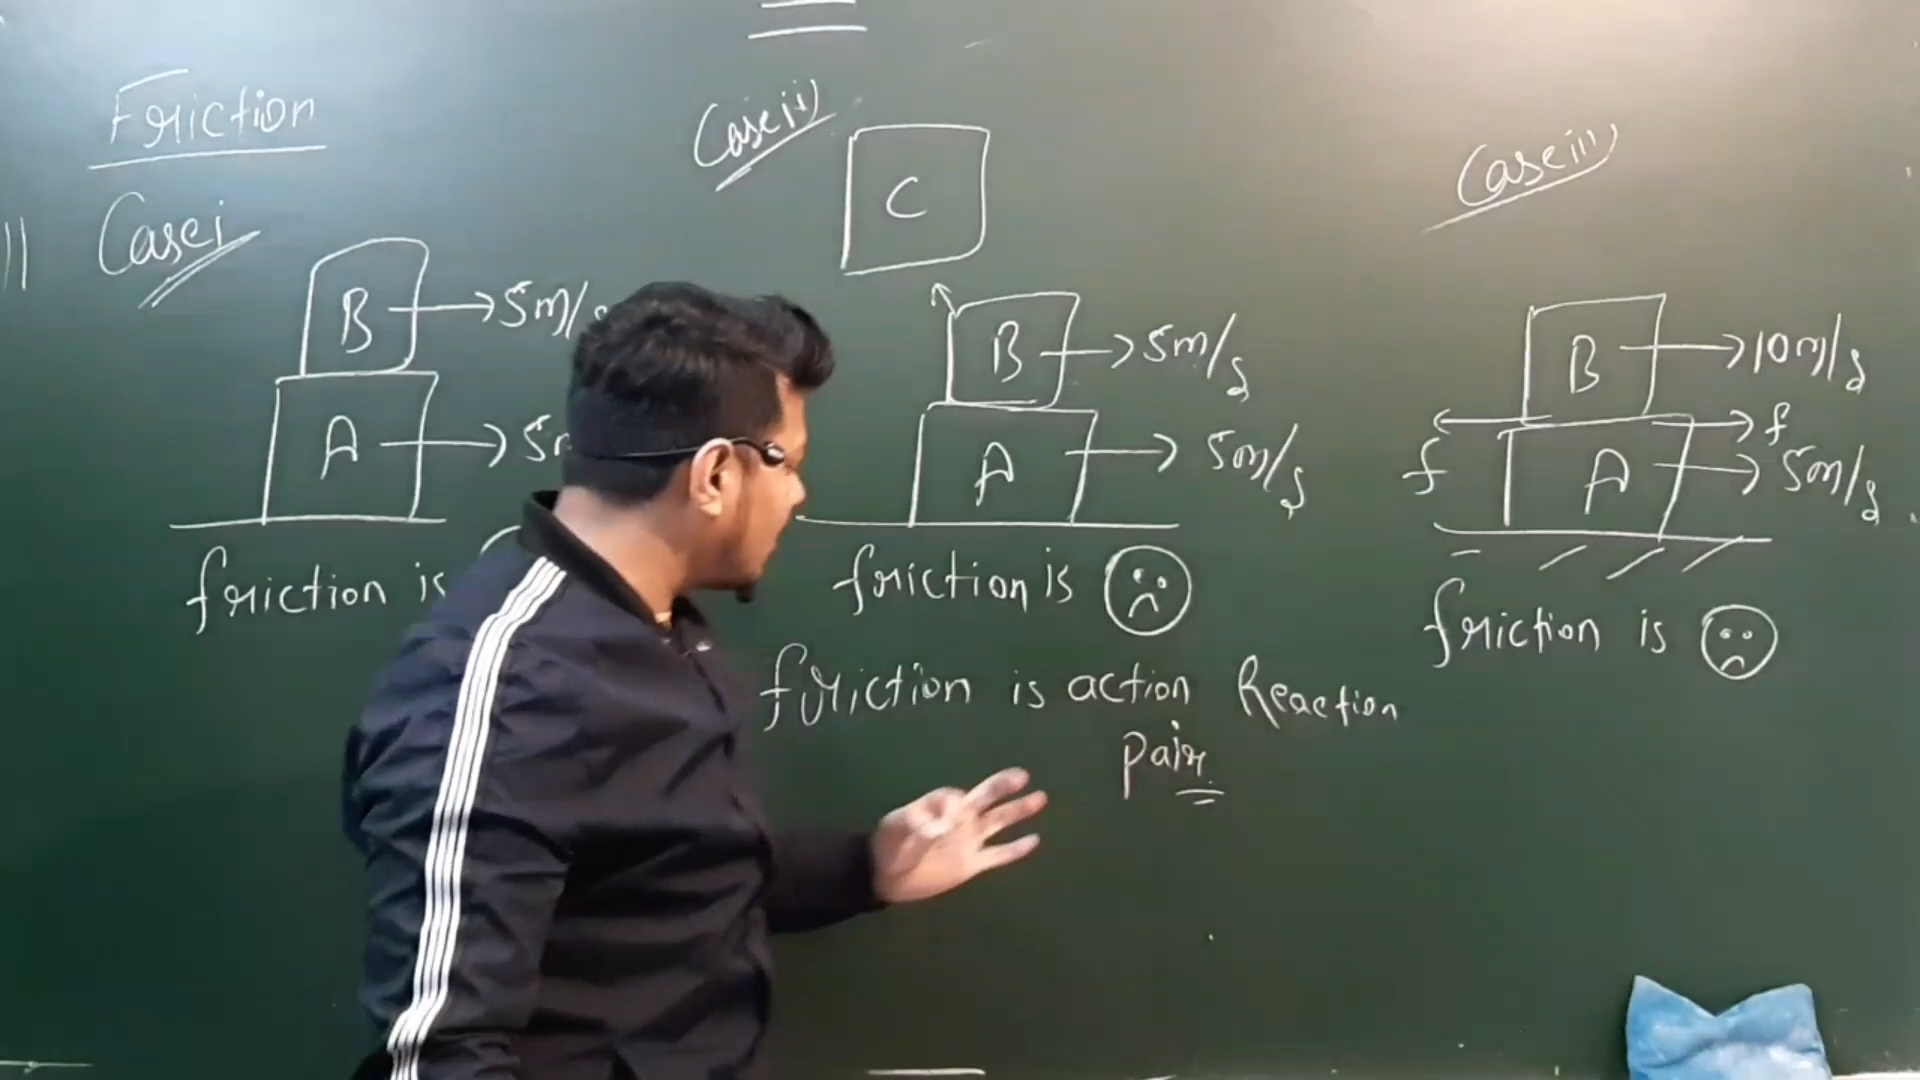 Friction
Case i
B → 5m/s
A → 5
friction is
Case ii)
C
B → 5m/s
A → 5m/s
friction is
friction is action Reaction
pair
Case iii)
B → 10m/s
f f
A → 5m/s
friction is